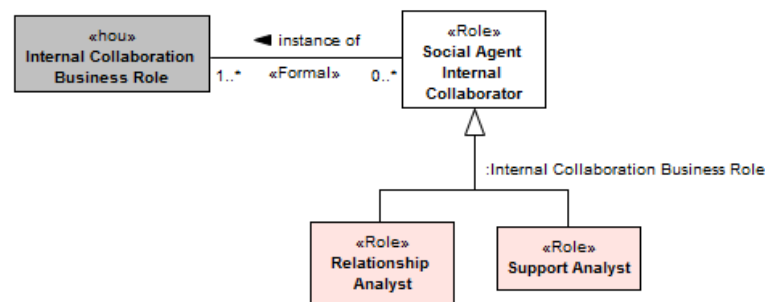 «hou»
Internal Collaboration
Business Role
◄ instance of
1..*
«Formal»
0..*
«Role»
Social Agent
Internal
Collaborator
:Internal Collaboration Business Role
«Role»
Relationship
Analyst
«Role»
Support Analyst